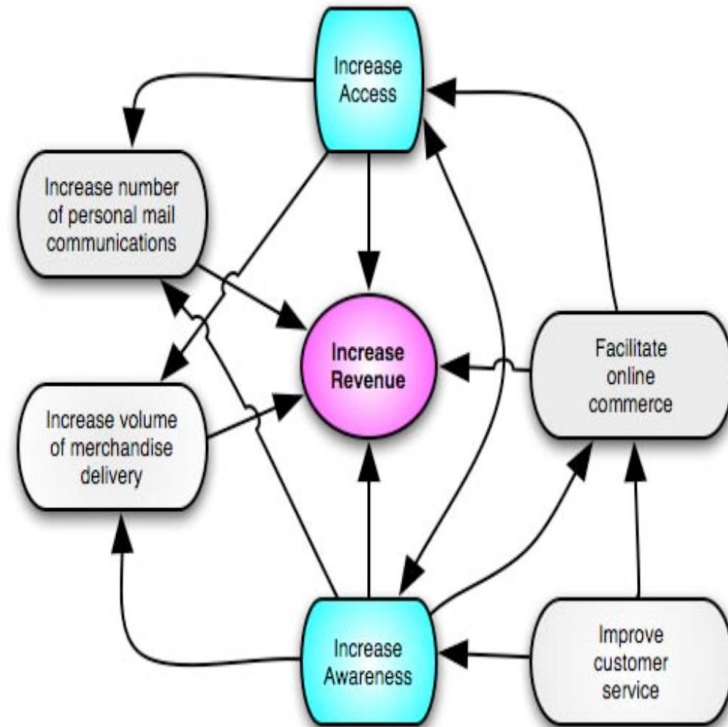 Increase
Access
Increase number
of personal mail
communications
Increase
Revenue
Facilitate
online
commerce
Increase volume
of merchandise
delivery
Increase
Awareness
Improve
customer
service